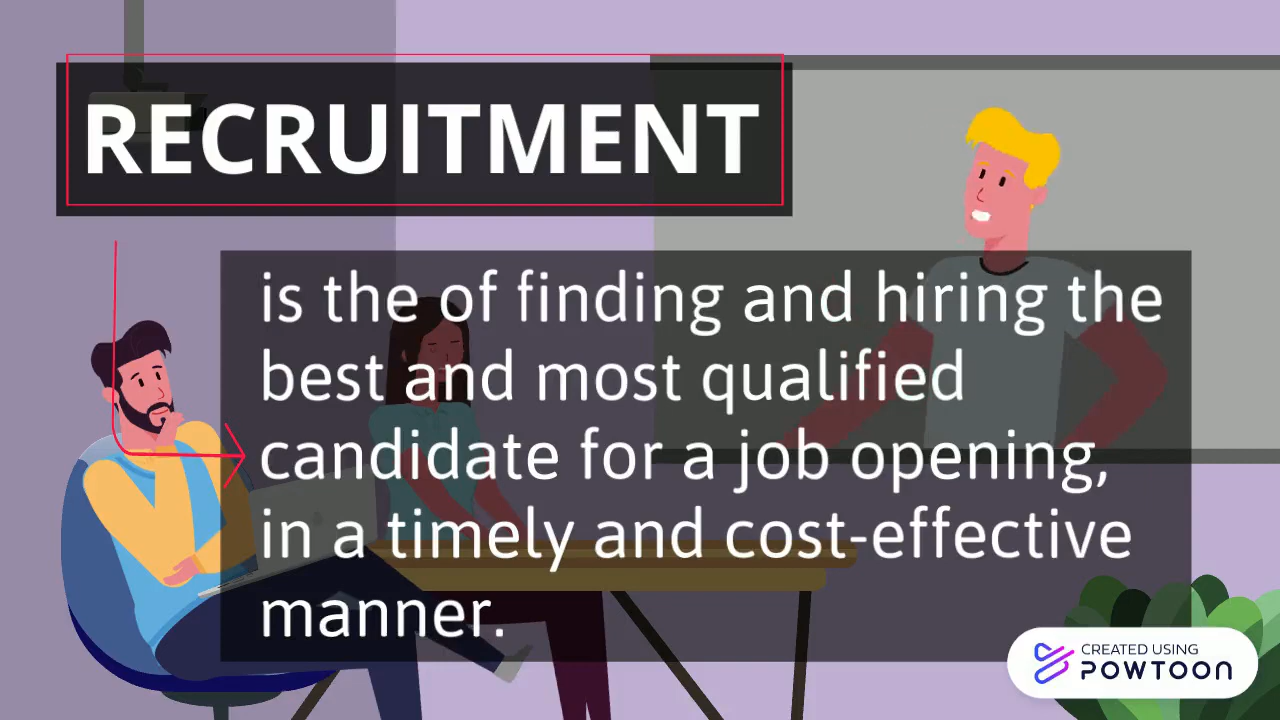 RECRUITMENT
is the of finding and hiring the
best and most qualified
candidate for a job opening,
in a timely and cost-effective
manner.
CREATED USING
POWTOON